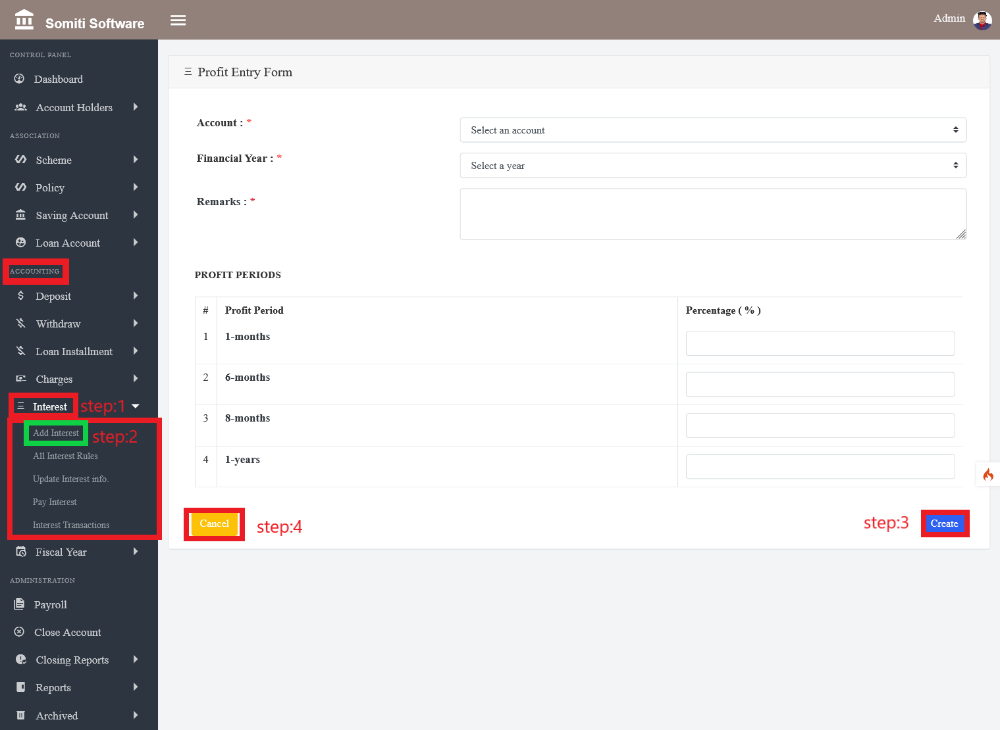 Somiti Software
Admin
CONTROL PANEL
Dashboard
Account Holders
ASSOCIATION
Scheme
Policy
Saving Account
Loan Account
ACCOUNTING
Deposit
Withdraw
Loan Installment
Charges
Interest step:1
Add Interest step:2
All Interest Rules
Update Interest info.
Pay Interest
Interest Transactions
Fiscal Year
ADMINISTRATION
Payroll
Close Account
Closing Reports
Reports
Archived
Profit Entry Form
Account : *
Select an account
Financial Year : *
Select a year
Remarks : *
PROFIT PERIODS
# Profit Period Percentage ( % )
1 1-months
2 6-months
3 8-months
4 1-years
Cancel step:4 step:3 Create